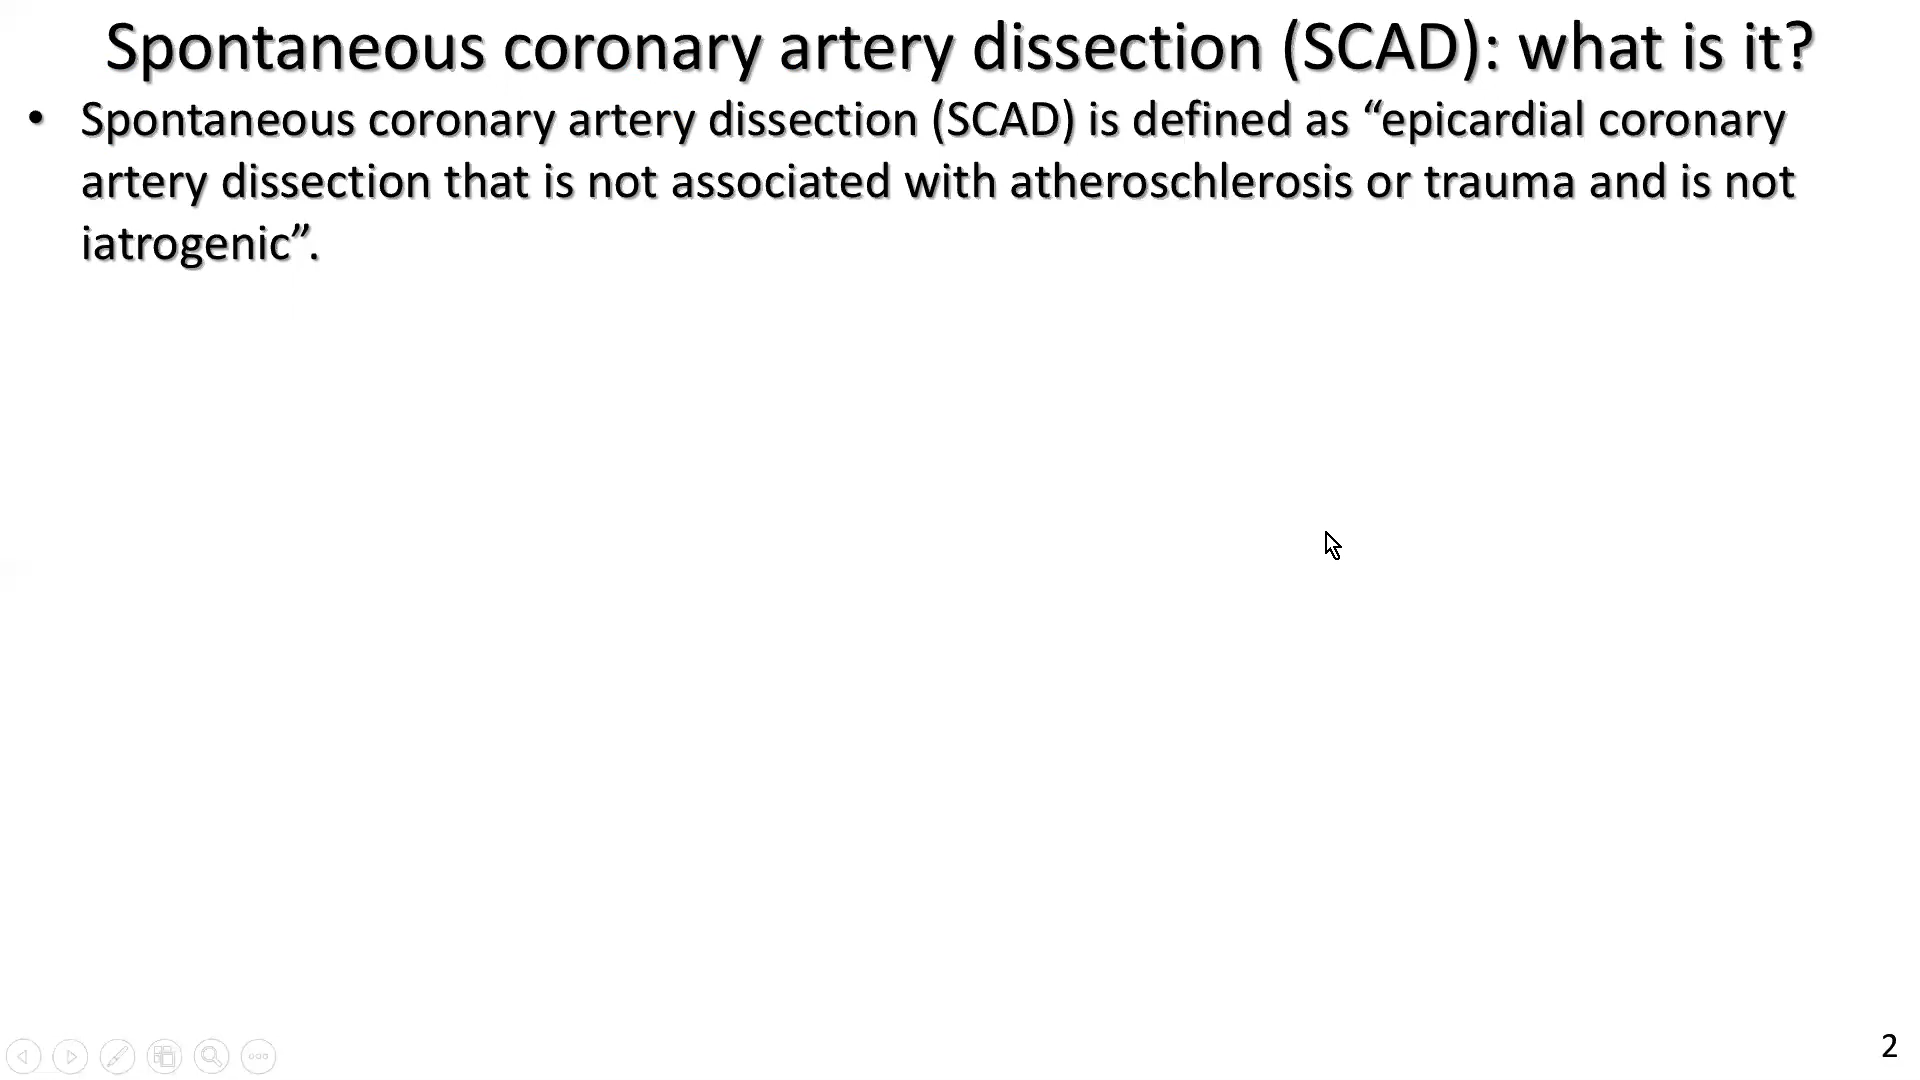 Spontaneous coronary artery dissection (SCAD): what is it?
• Spontaneous coronary artery dissection (SCAD) is defined as “epicardial coronary
artery dissection that is not associated with atheroschlerosis or trauma and is not
iatrogenic”.
2